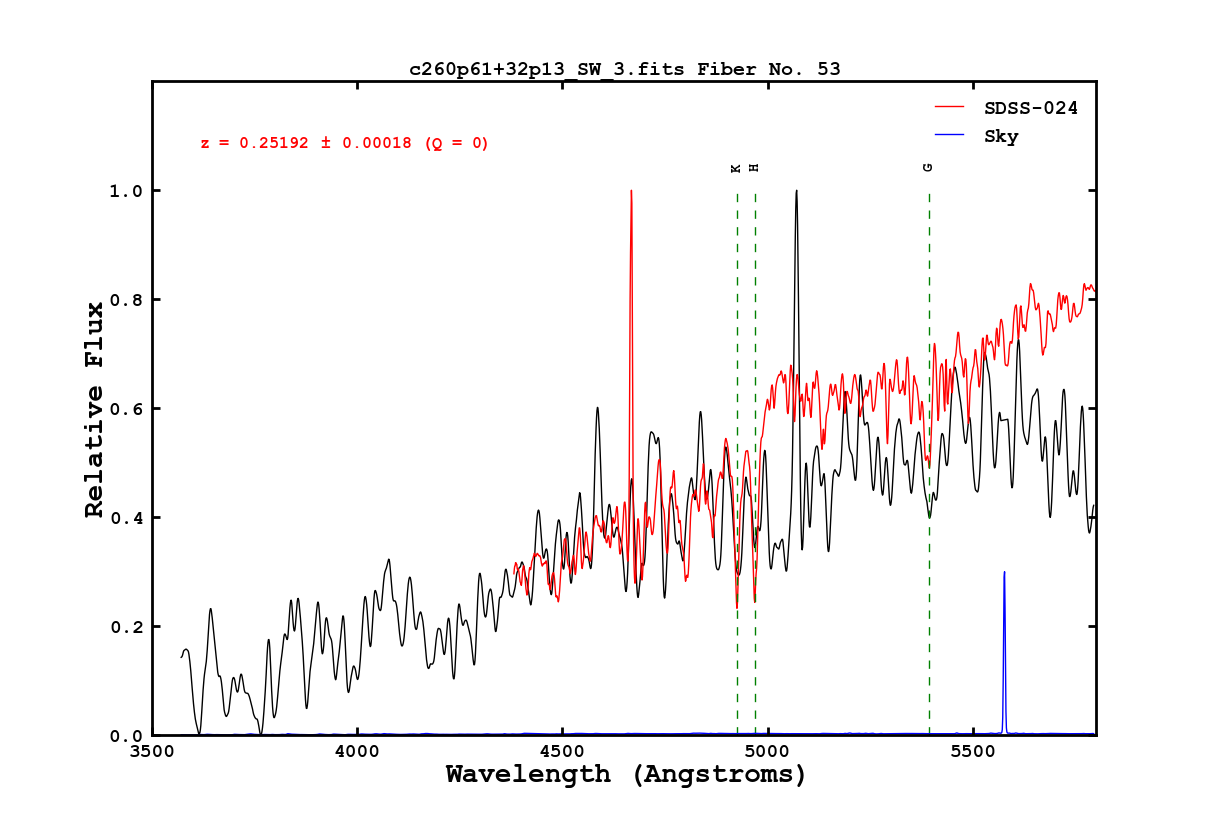 c260p61+32p13_SW_3.fits Fiber No. 53
SDSS-024
Sky
z = 0.25192 ± 0.00018 (Q = 0)
K
H
G
1.0
0.8
0.6
0.4
0.2
0.0
Relative Flux
3500
4000
4500
5000
5500
Wavelength (Angstroms)